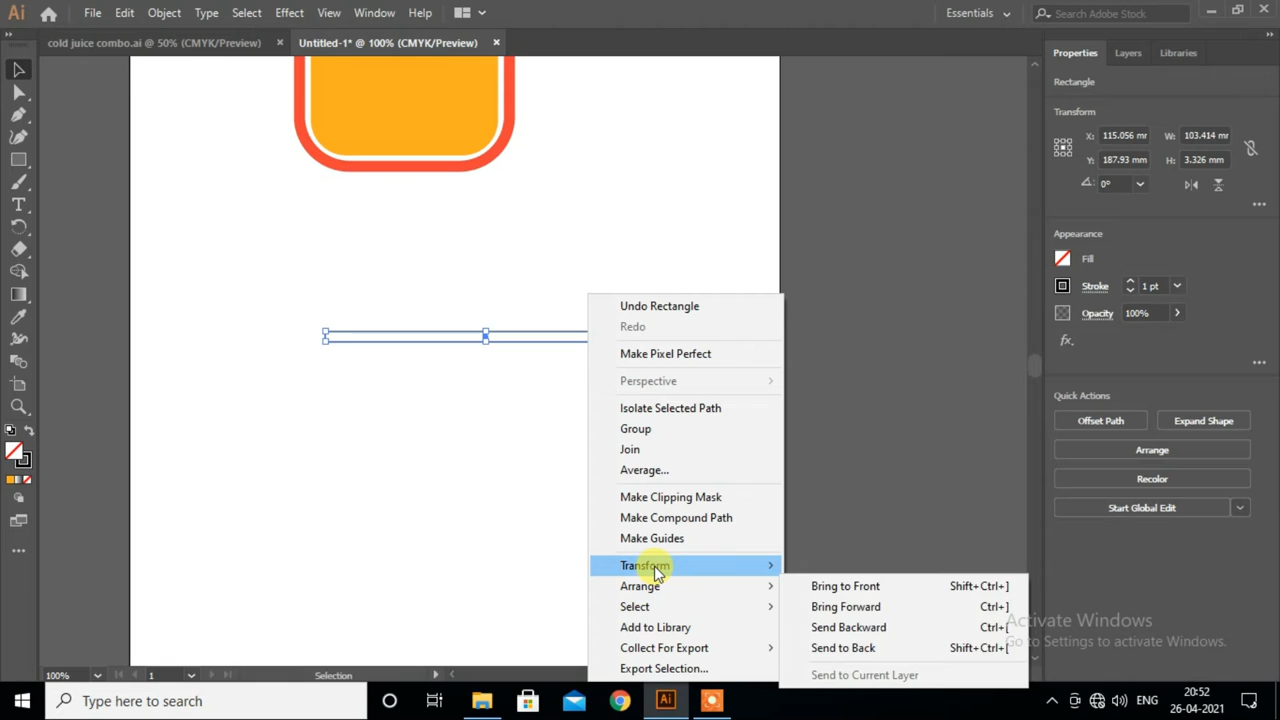 Ai File Edit Object Type Select Effect View Window Help Essentials Search Adobe Stock
cold juice combo.ai @ 50% (CMYK/Preview) × Untitled-1* @ 100% (CMYK/Preview) ×
Properties Layers Libraries
Rectangle
Transform
X: 115.056 mr W: 103.414 mr
Y: 187.93 mm H: 3.326 mm
0°
Appearance
Fill
Stroke 1 pt
Opacity 100%
fx.
Quick Actions
Offset Path Expand Shape
Arrange
Recolor
Start Global Edit
Undo Rectangle
Redo
Make Pixel Perfect
Perspective
Isolate Selected Path
Group
Join
Average...
Make Clipping Mask
Make Compound Path
Make Guides
Transform
Arrange
Select
Add to Library
Collect For Export
Export Selection...
Bring to Front Shift+Ctrl+]
Bring Forward Ctrl+]
Send Backward Ctrl+[
Send to Back Shift+Ctrl+[
Send to Current Layer
Activate Windows
Go to Settings to activate Windows.
100% 1 Selection
Type here to search
Ai
ENG
20:52
26-04-2021